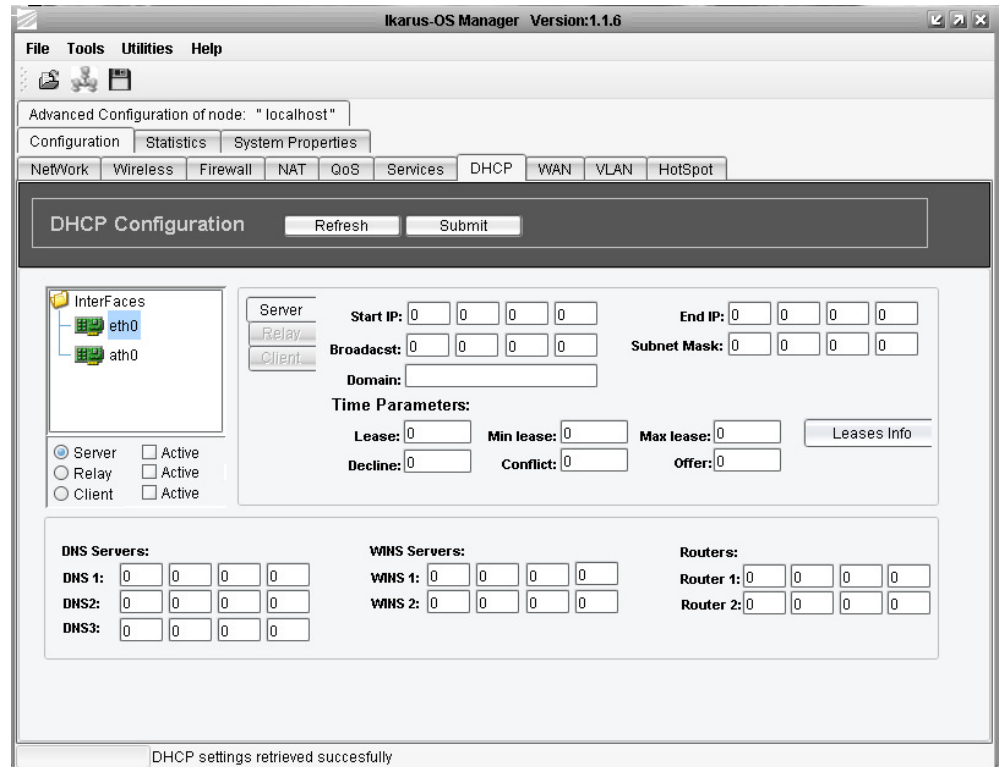 Ikarus-OS Manager Version:1.1.6
File Tools Utilities Help
Advanced Configuration of node: "localhost"
Configuration Statistics System Properties
NetWork Wireless Firewall NAT QoS Services DHCP WAN VLAN HotSpot
DHCP Configuration Refresh Submit
InterFaces
eth0
ath0
Server Active
Relay Active
Client Active
Server
Relay
Client
Start IP: 0 0 0 0 End IP: 0 0 0 0
Broadacst: 0 0 0 0 Subnet Mask: 0 0 0 0
Domain:
Time Parameters:
Lease: 0 Min lease: 0 Max lease: 0 Leases Info
Decline: 0 Conflict: 0 Offer: 0
DNS Servers: WINS Servers: Routers:
DNS 1: 0 0 0 0 WINS 1: 0 0 0 0 Router 1: 0 0 0 0
DNS2: 0 0 0 0 WINS 2: 0 0 0 0 Router 2: 0 0 0 0
DNS3: 0 0 0 0
DHCP settings retrieved succesfully